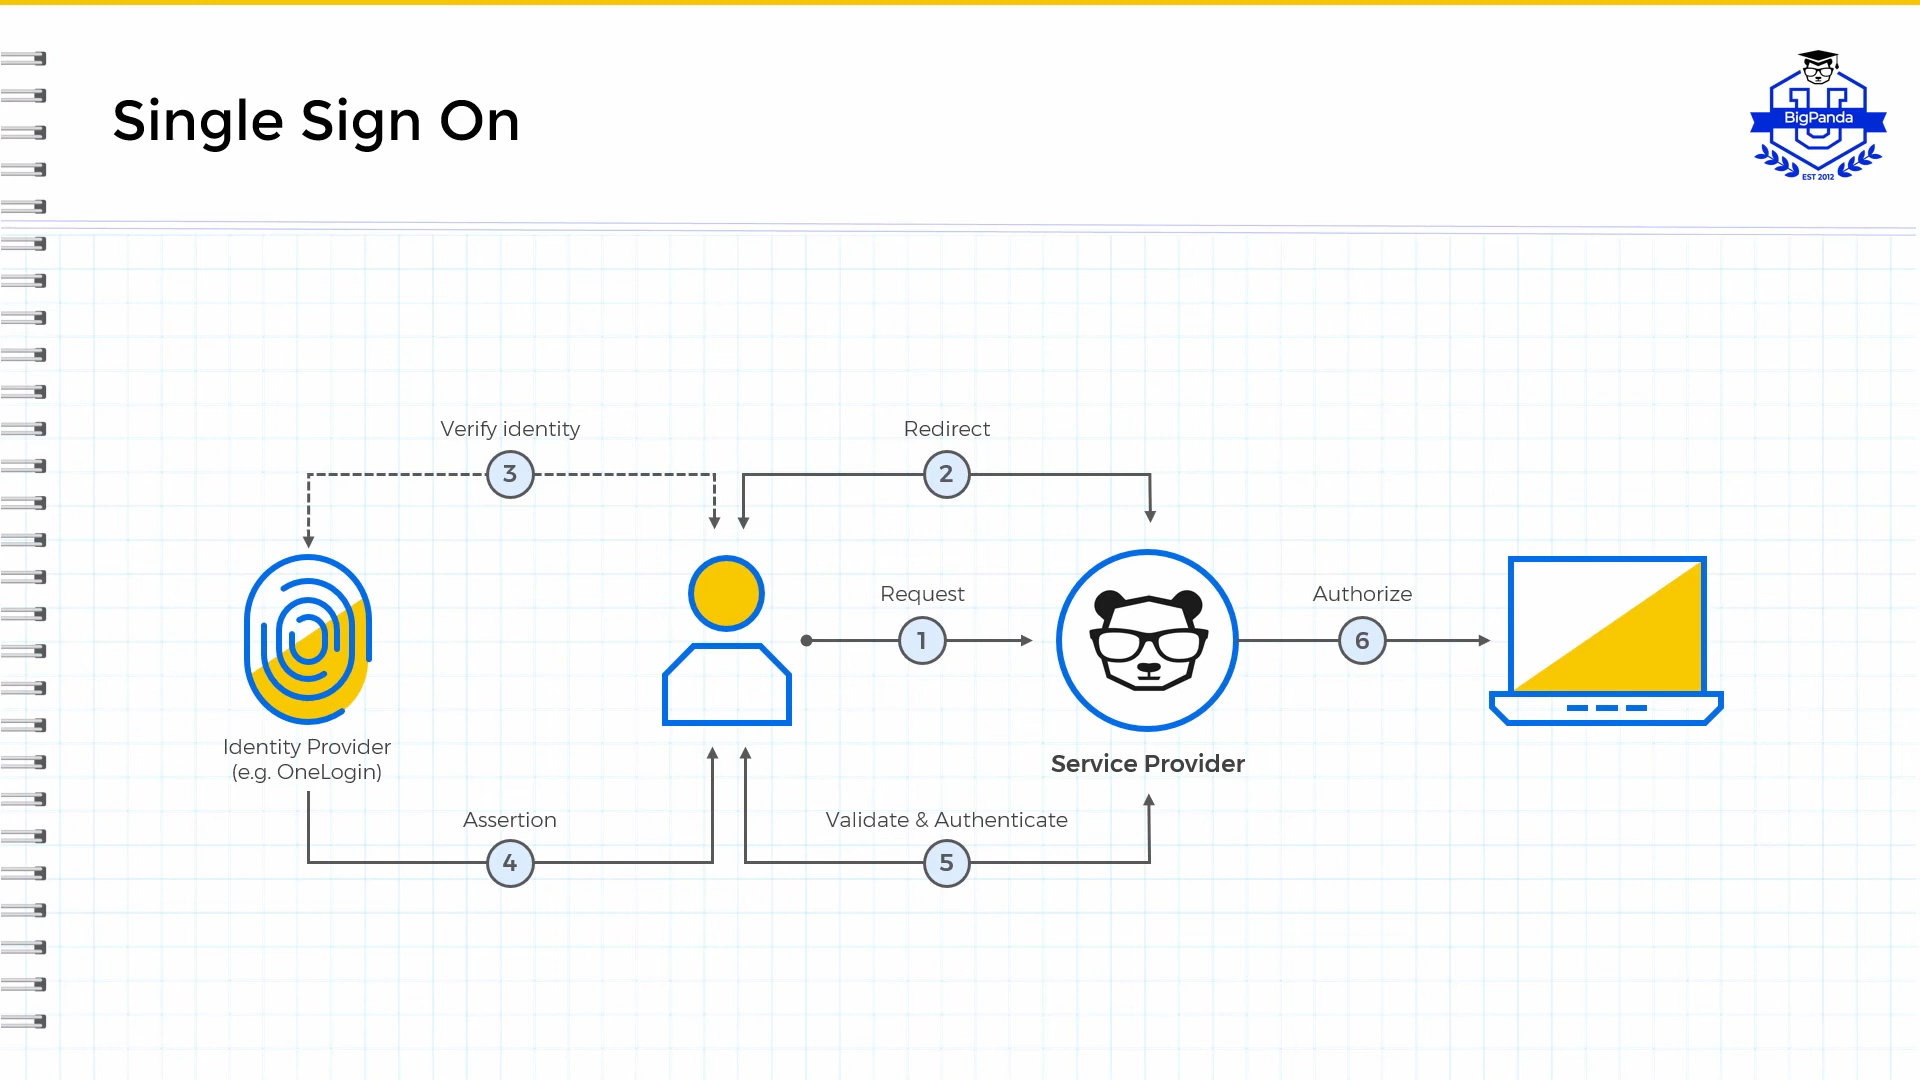 Single Sign On
BigPanda
EST 2012
Verify identity
3
Redirect
2
Request
1
Authorize
6
Identity Provider
(e.g. OneLogin)
Service Provider
Assertion
4
Validate & Authenticate
5